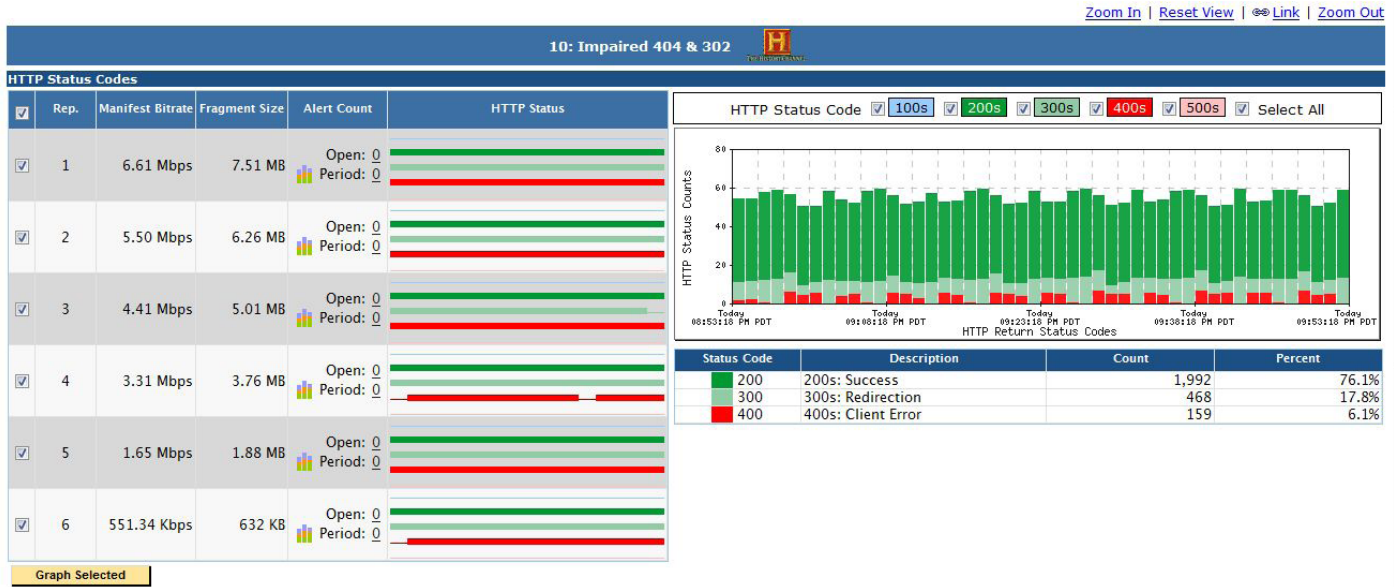 Zoom In | Reset View | Link | Zoom Out
10: Impaired 404 & 302
H
HTTP Status Codes
Rep. Manifest Bitrate Fragment Size Alert Count HTTP Status
1 6.61 Mbps 7.51 MB Open: 0 Period: 0
2 5.50 Mbps 6.26 MB Open: 0 Period: 0
3 4.41 Mbps 5.01 MB Open: 0 Period: 0
4 3.31 Mbps 3.76 MB Open: 0 Period: 0
5 1.65 Mbps 1.88 MB Open: 0 Period: 0
6 551.34 Kbps 632 KB Open: 0 Period: 0
Graph Selected
HTTP Status Code 100s 200s 300s 400s 500s Select All
HTTP Status Counts
80
60
40
20
0
Today Today Today Today Today
08:53:18 PM PDT 09:08:18 PM PDT 09:23:18 PM PDT 09:38:18 PM PDT 09:53:18 PM PDT
HTTP Return Status Codes
Status Code Description Count Percent
200 200s: Success 1,992 76.1%
300 300s: Redirection 468 17.8%
400 400s: Client Error 159 6.1%